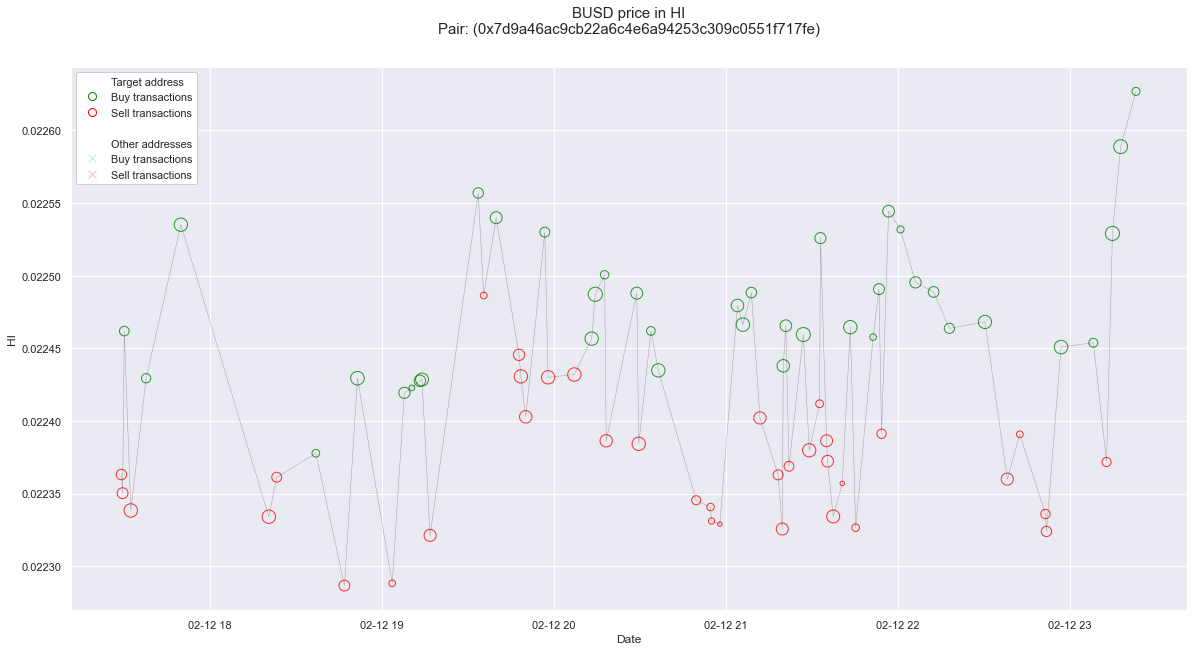 BUSD price in HI
Pair: (0x7d9a46ac9cb22a6c4e6a94253c309c0551f717fe)
Target address
Buy transactions
Sell transactions
Other addresses
Buy transactions
Sell transactions
0.02260
0.02255
0.02250
0.02245
0.02240
0.02235
0.02230
HI
02-12 18
02-12 19
02-12 20
02-12 21
02-12 22
02-12 23
Date